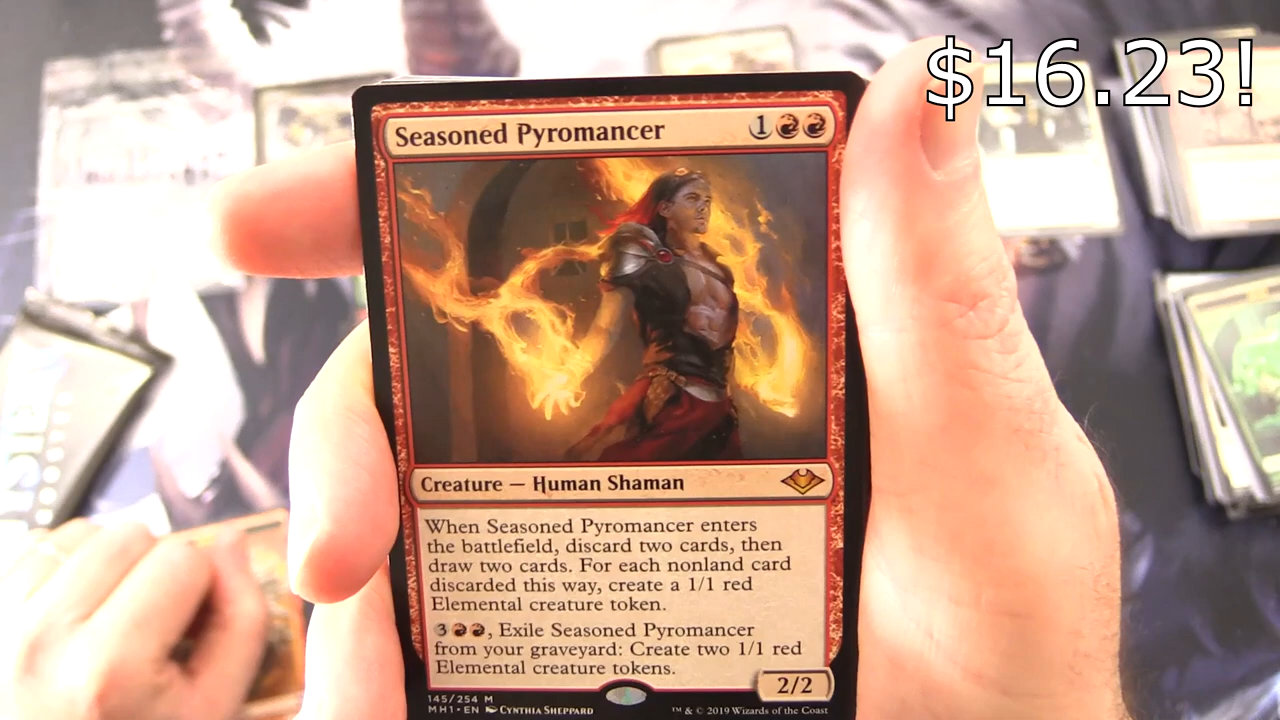 $16.23!
Seasoned Pyromancer 1
Creature — Human Shaman
When Seasoned Pyromancer enters
the battlefield, discard two cards, then
draw two cards. For each nonland card
discarded this way, create a 1/1 red
Elemental creature token.
3, Exile Seasoned Pyromancer
from your graveyard: Create two 1/1 red
Elemental creature tokens.
2/2
145/254 M
MH1 • EN Cynthia Sheppard
™ & © 2019 Wizards of the Coast